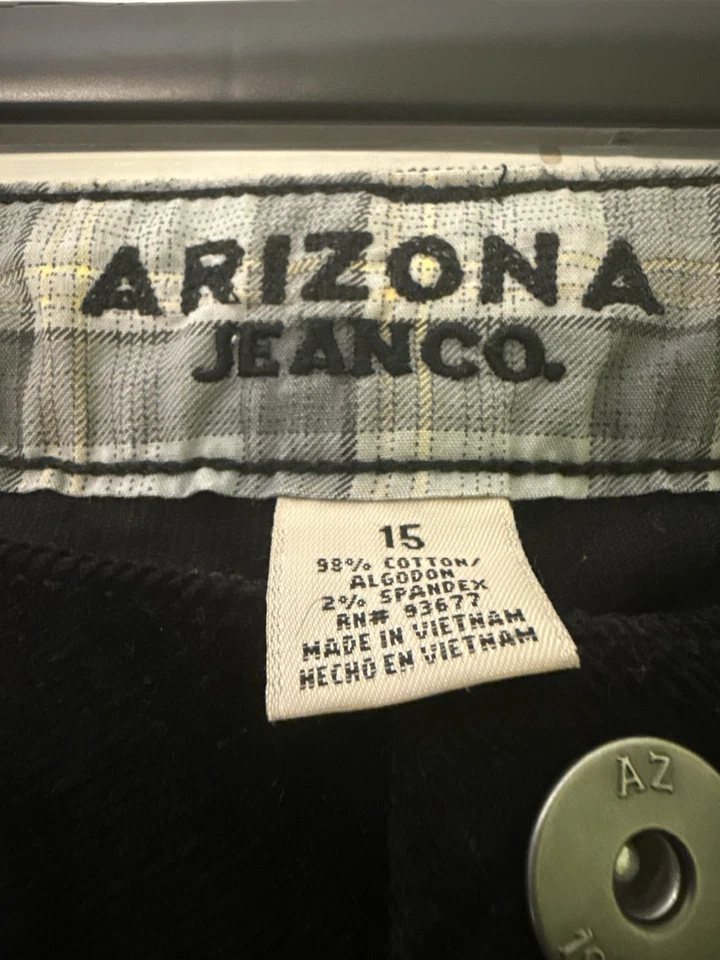 ARIZONA
JEAN CO.
15
98% COTTON/
ALGODON
2% SPANDEX
RN# 93677
MADE IN VIETNAM
HECHO EN VIETNAM
AZ